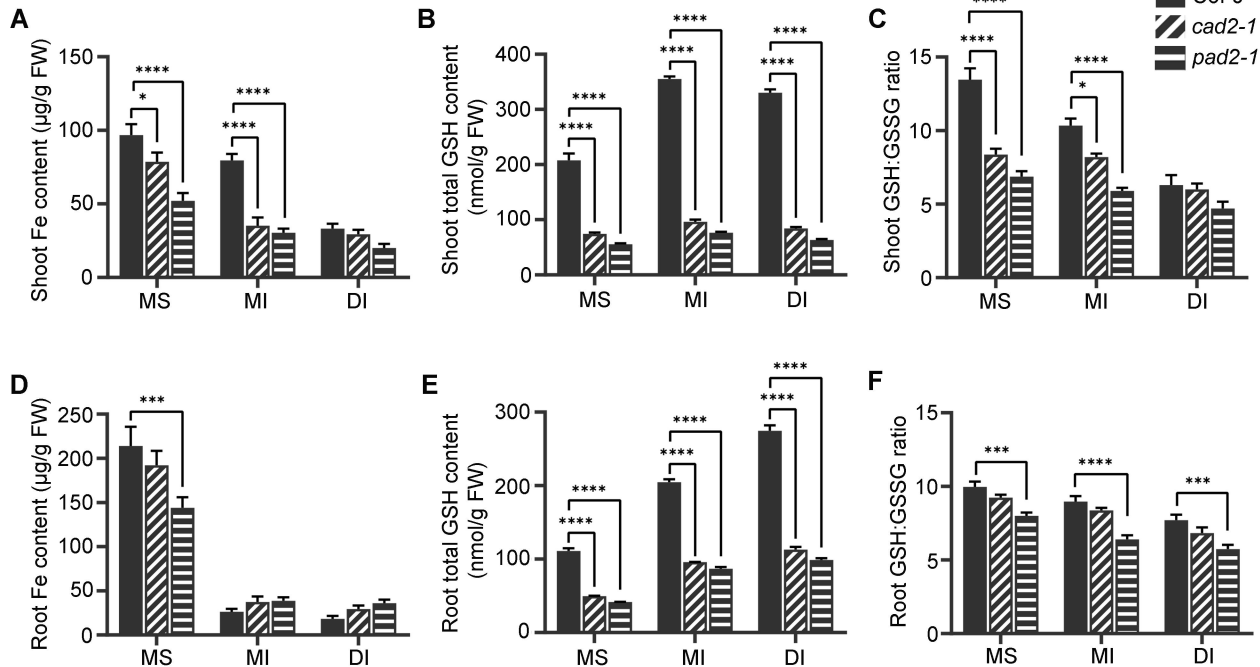 A
Shoot Fe content (µg/g FW)
150
100
50
0
****
*
****
****
MS
MI
DI
B
Shoot total GSH content
(nmol/g FW)
400
300
200
100
0
****
****
****
****
****
****
MS
MI
DI
C
Shoot GSH:GSSG ratio
15
10
5
0
****
****
****
*
MS
MI
DI
cad2-1
pad2-1
D
Root Fe content (µg/g FW)
250
200
150
100
50
0
***
MS
MI
DI
E
Root total GSH content
(nmol/g FW)
300
200
100
0
****
****
****
****
****
****
MS
MI
DI
F
Root GSH:GSSG ratio
15
10
5
0
***
****
***
MS
MI
DI